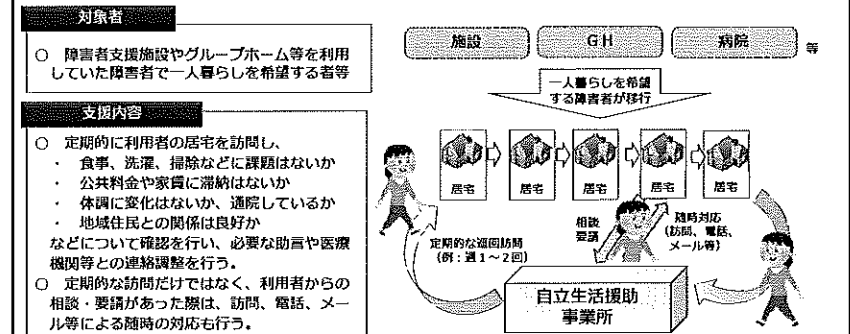 対象者
○ 障害者支援施設やグループホーム等を利用
していた障害者で一人暮らしを希望する者等
支援内容
○ 定期的に利用者の居宅を訪問し、
・ 食事、洗濯、掃除などに課題はないか
・ 公共料金や家賃に滞納はないか
・ 体調に変化はないか、通院しているか
・ 地域住民との関係は良好か
などについて確認を行い、必要な助言や医療
機関等との連絡調整を行う。
○ 定期的な訪問だけではなく、利用者からの
相談・要請があった際は、訪問、電話、メー
ル等による随時の対応も行う。
施設
GH
病院
等
一人暮らしを希望
する障害者が移行
居宅
居宅
居宅
居宅
居宅
定期的な巡回訪問
(例：週1～2回)
相談
要請
随時対応
(訪問、電話、
メール等)
自立生活援助
事業所